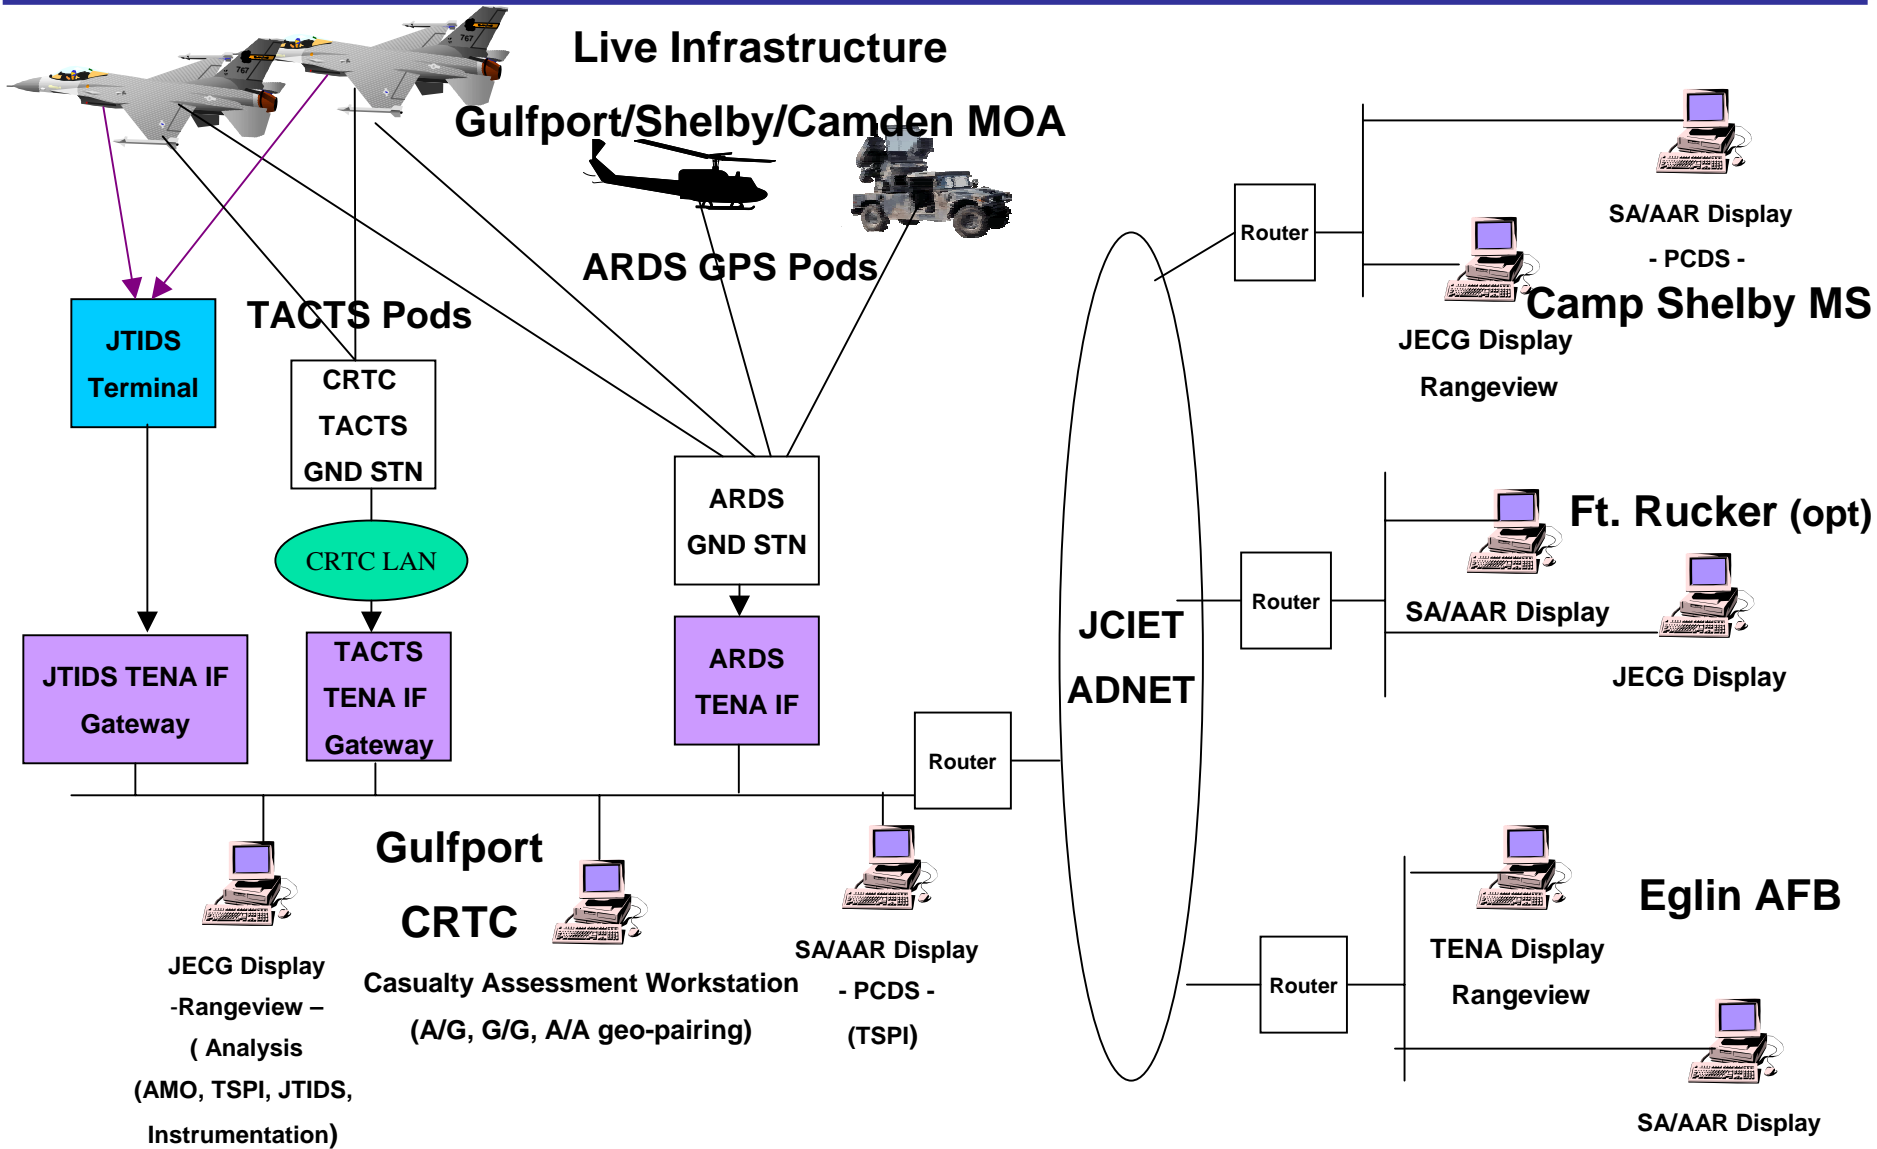 Live Infrastructure
Gulfport/Shelby/Camden MOA
767
767
ARDS GPS Pods
TACTS Pods
JTIDS
Terminal
CRTC
TACTS
GND STN
CRTC LAN
ARDS
GND STN
JTIDS TENA IF
Gateway
TACTS
TENA IF
Gateway
ARDS
TENA IF
Router
JCIET
ADNET
Gulfport
CRTC
JECG Display
-Rangeview –
( Analysis
(AMO, TSPI, JTIDS,
Instrumentation)
Casualty Assessment Workstation
(A/G, G/G, A/A geo-pairing)
SA/AAR Display
- PCDS -
(TSPI)
Router
SA/AAR Display
- PCDS -
Camp Shelby MS
JECG Display
Rangeview
Router
Ft. Rucker (opt)
SA/AAR Display
JECG Display
Router
Eglin AFB
TENA Display
Rangeview
SA/AAR Display